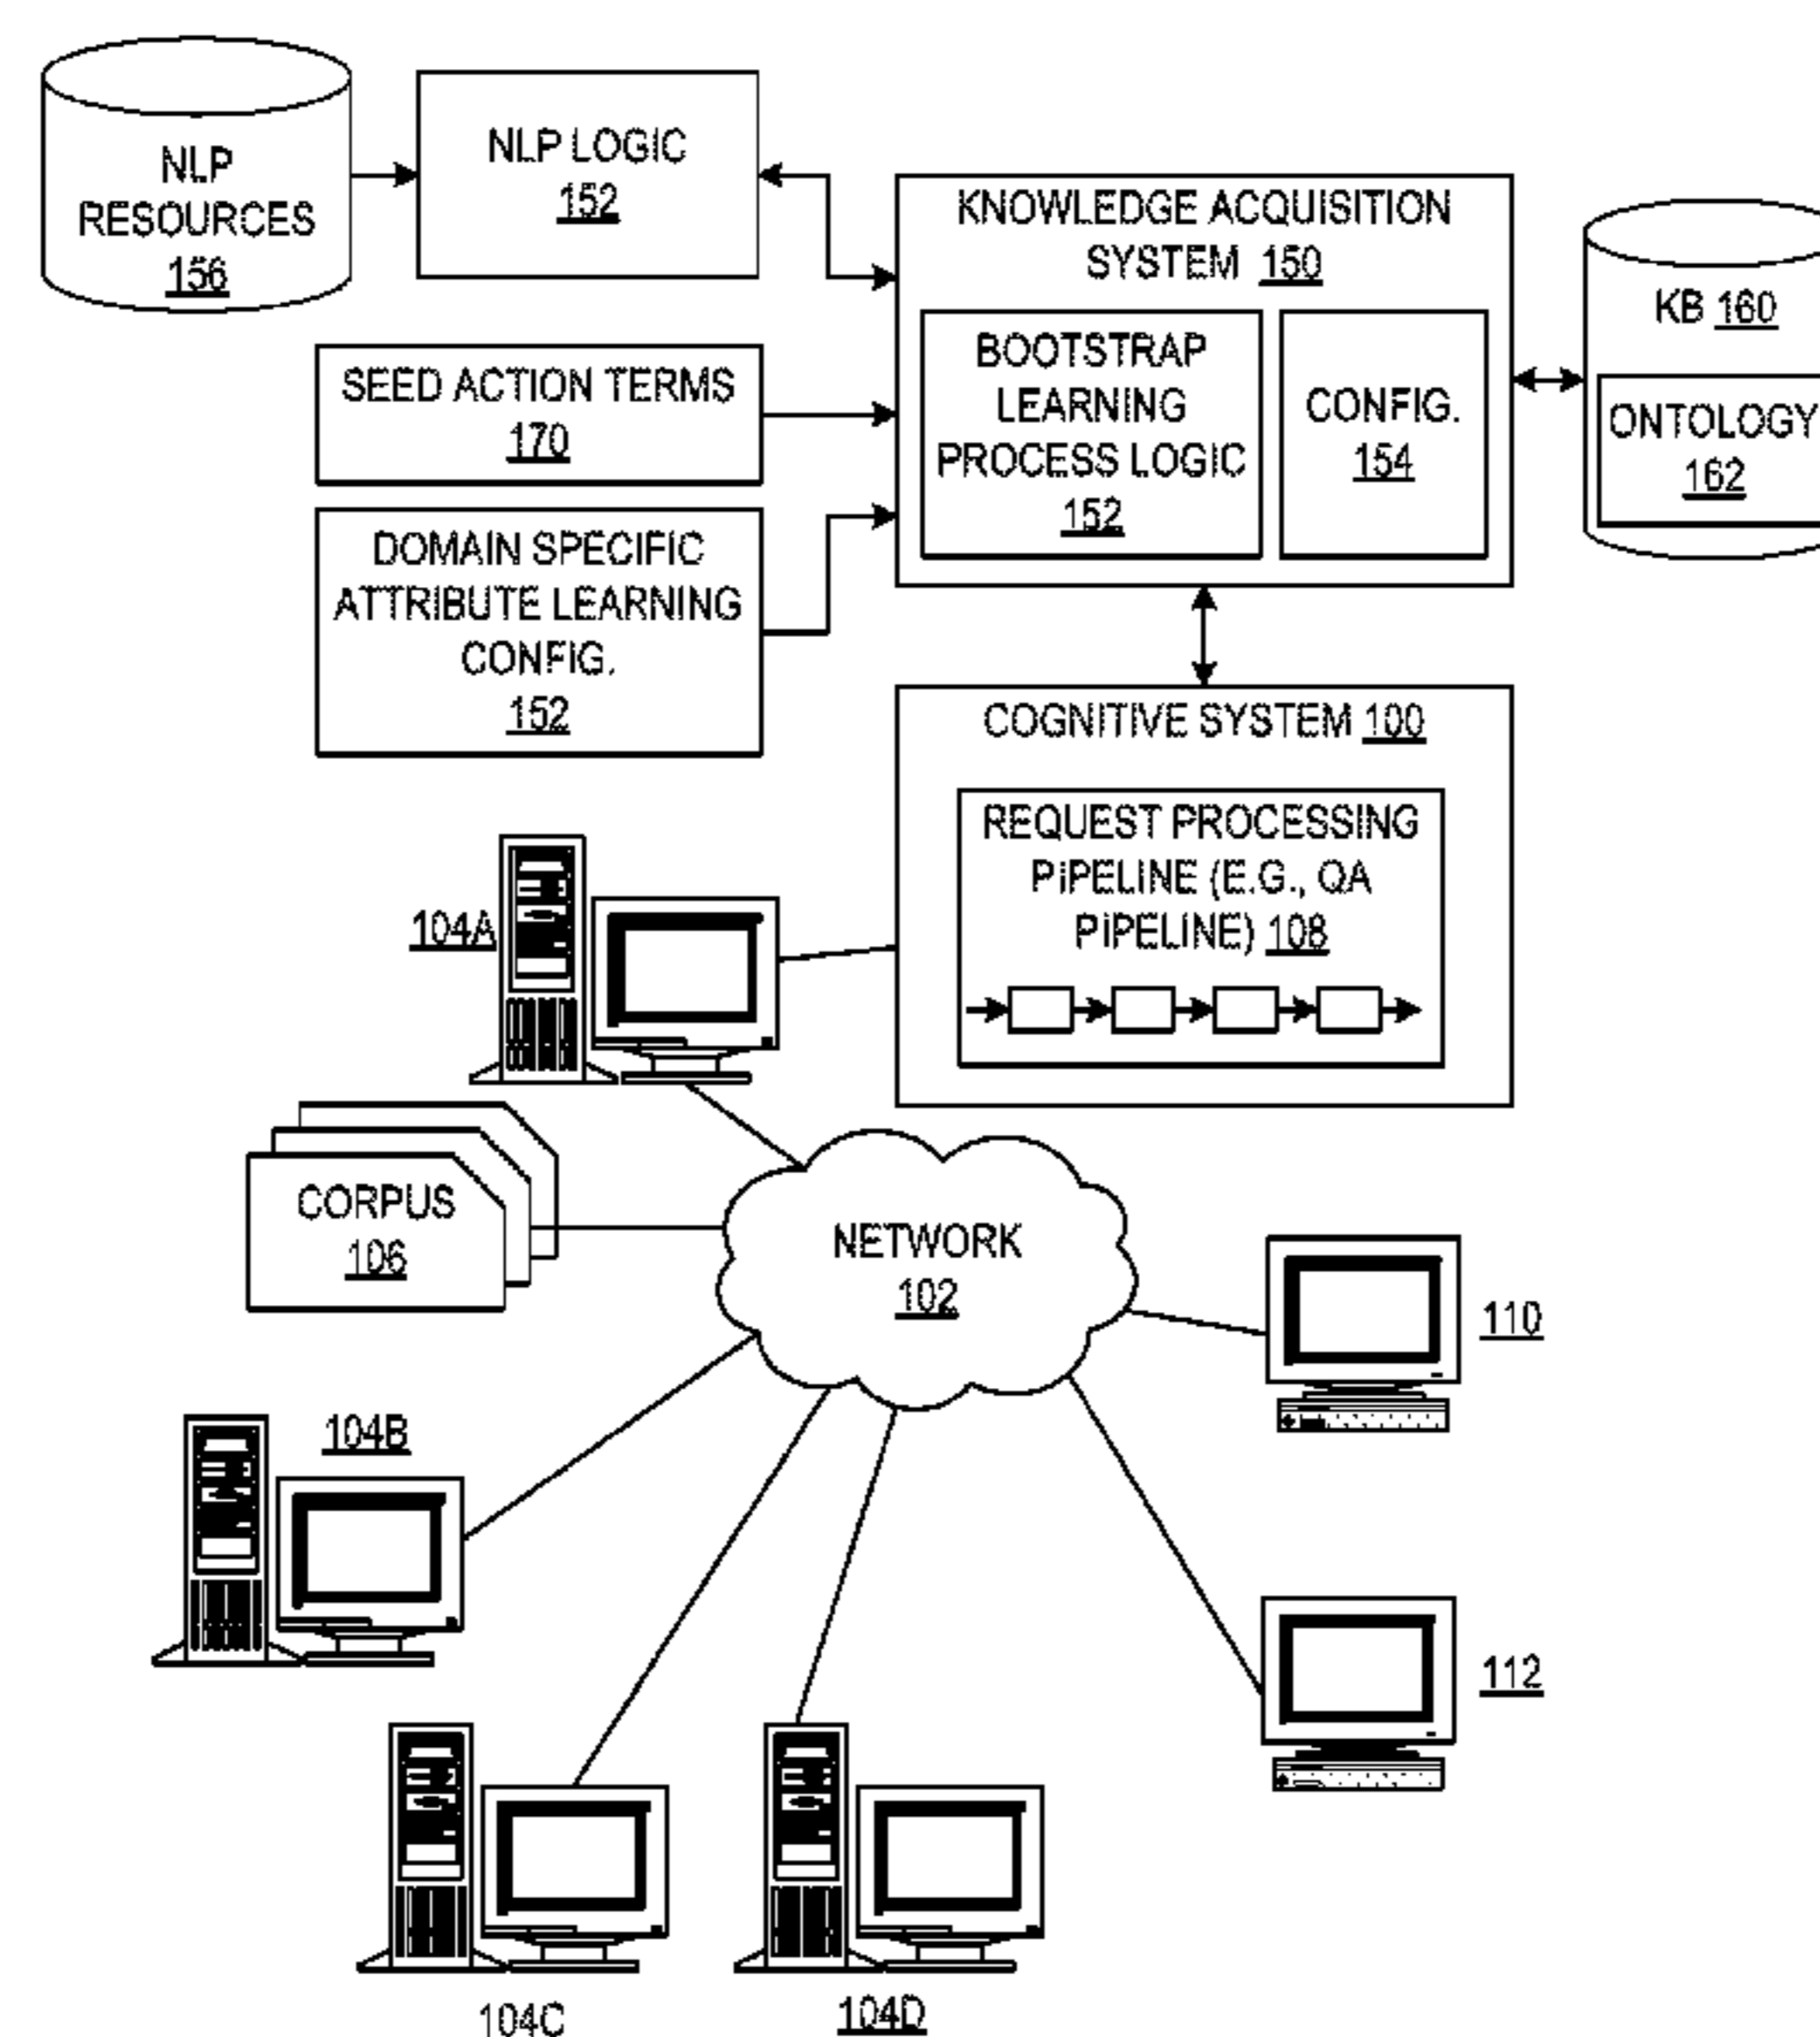 NLP
RESOURCES
156
NLP LOGIC
152
KNOWLEDGE ACQUISITION
SYSTEM 150
BOOTSTRAP
LEARNING
PROCESS LOGIC
152
CONFIG.
154
KB 160
ONTOLOGY
162
SEED ACTION TERMS
170
DOMAIN SPECIFIC
ATTRIBUTE LEARNING
CONFIG.
152
COGNITIVE SYSTEM 100
REQUEST PROCESSING
PiPELINE (E.G., QA
PiPELINE) 108
104A
CORPUS
106
NETWORK
102
110
104B
112
104C
104D